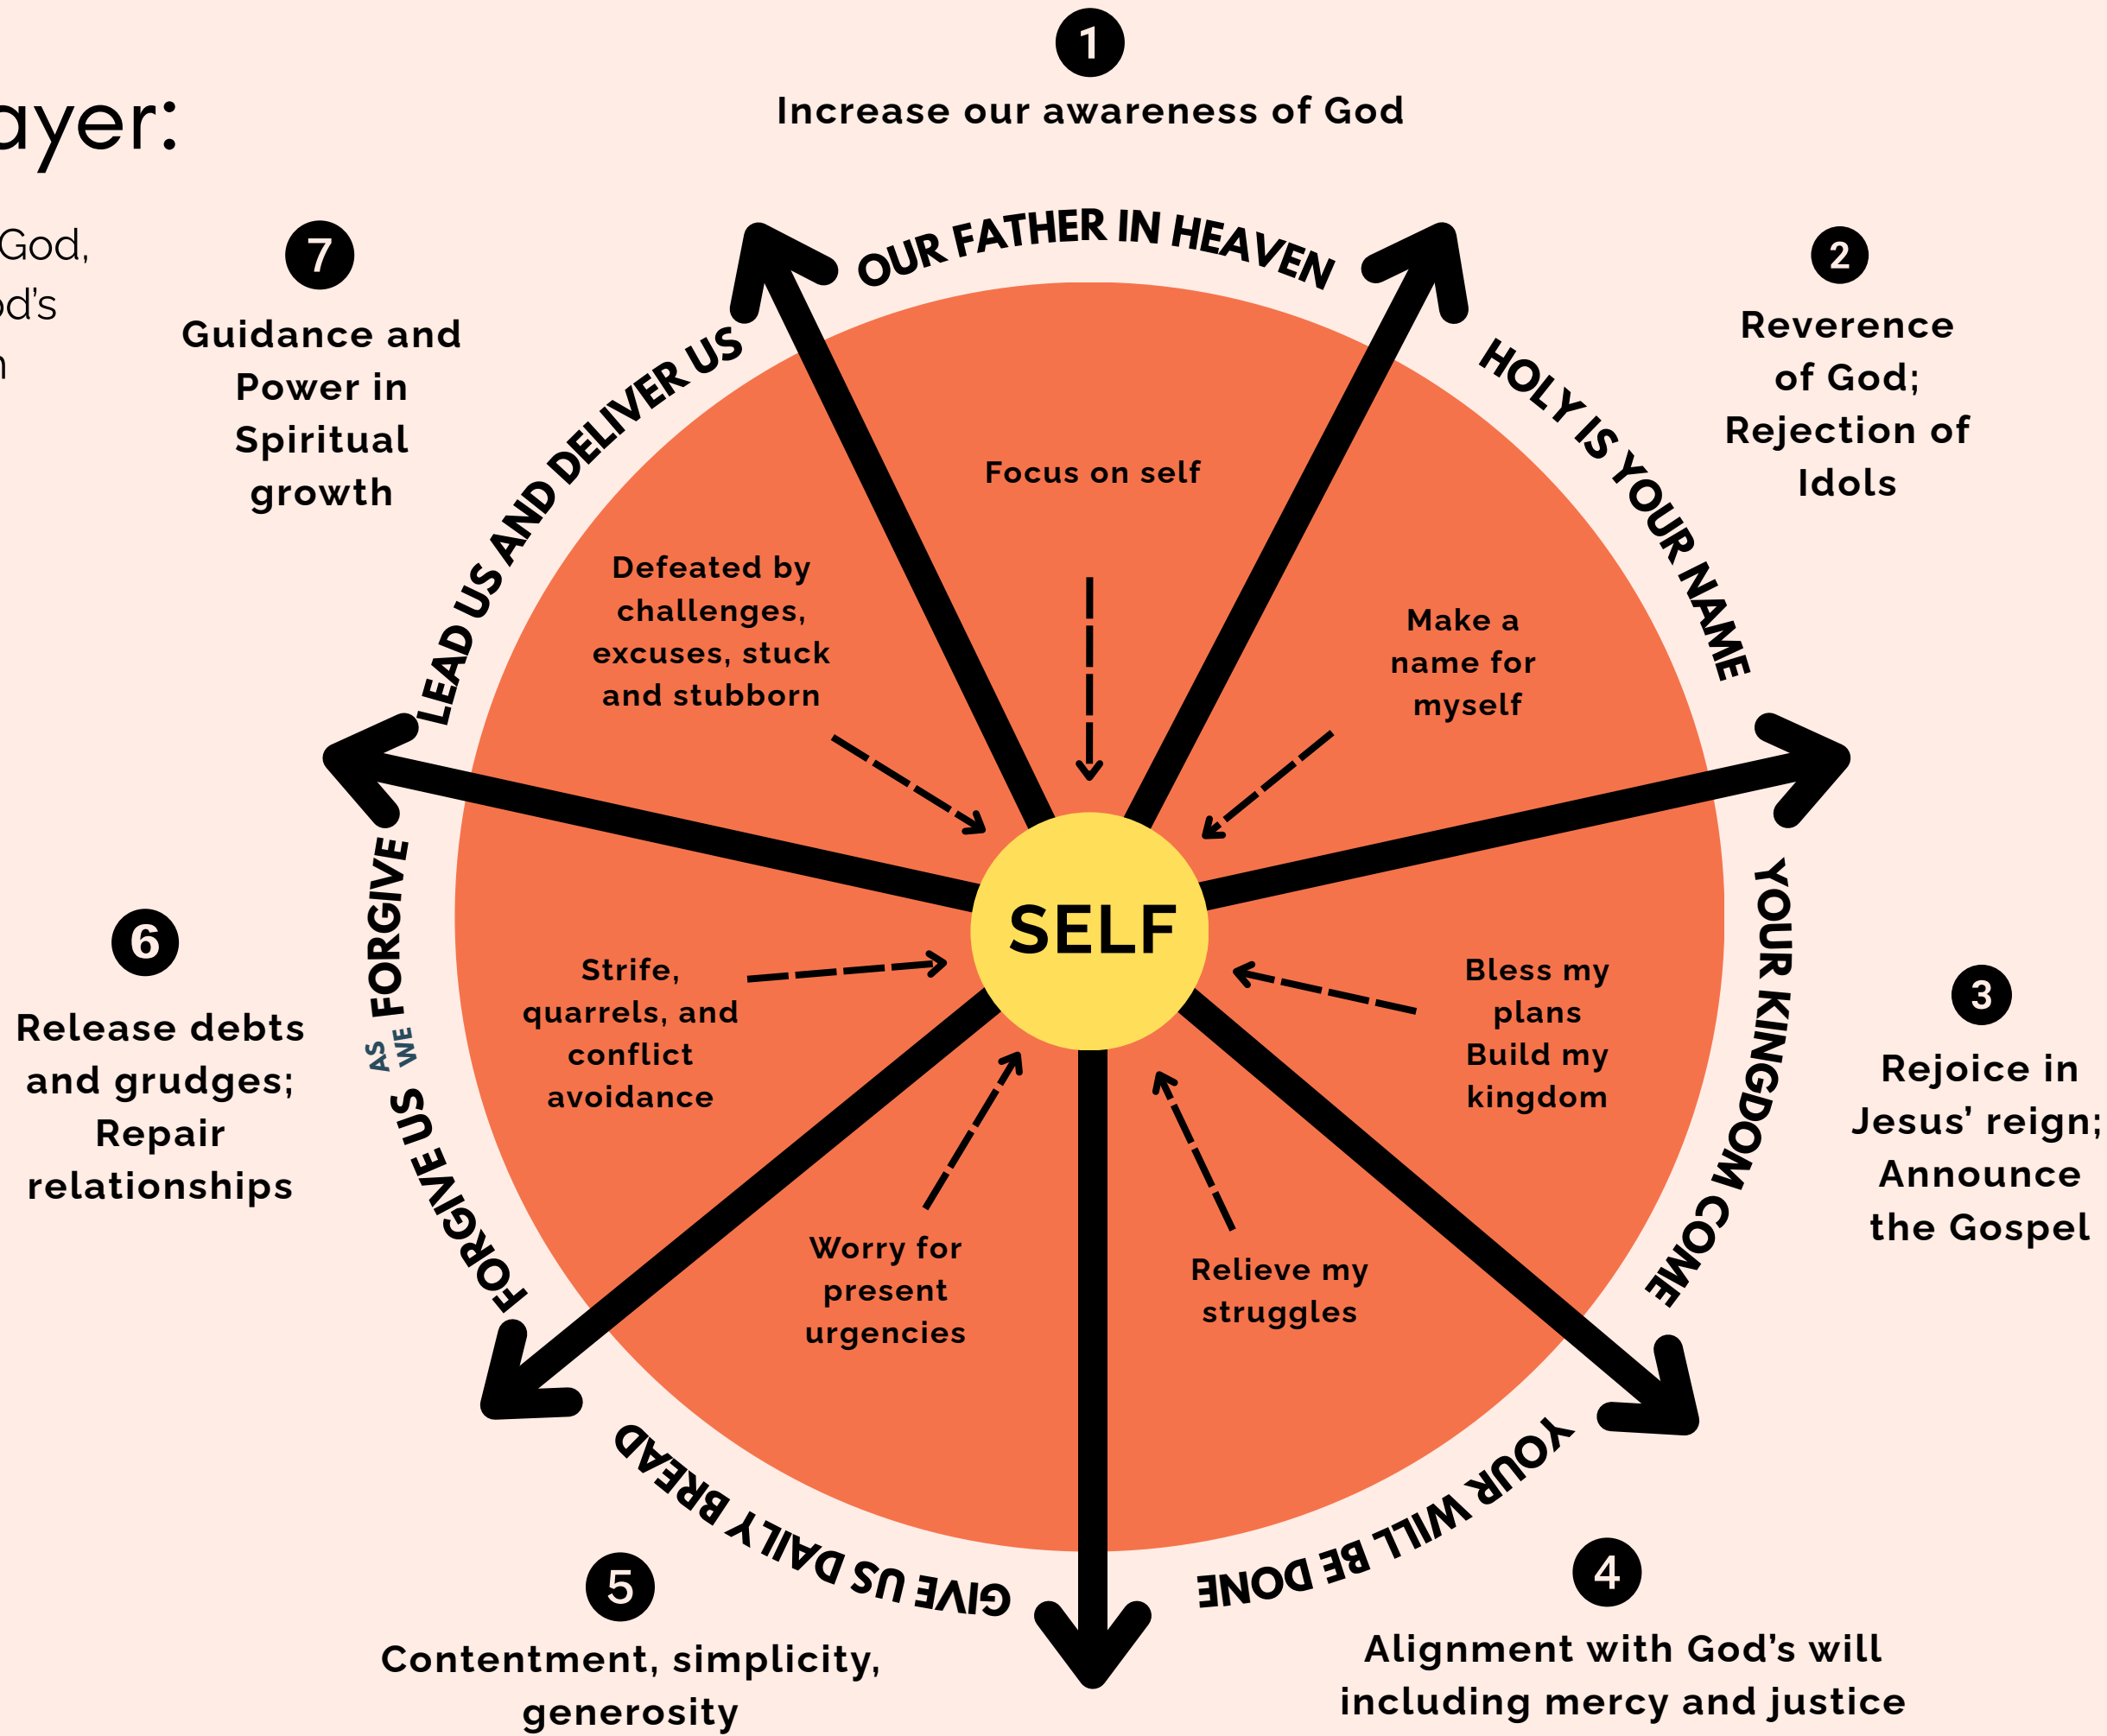 ayer:
God,
od's
1
Increase our awareness of God
OUR FATHER IN HEAVEN
Focus on self
2
Reverence
of God;
Rejection of
Idols
HOLY IS YOUR NAME
Make a
name for
myself
3
Rejoice in
Jesus’ reign;
Announce
the Gospel
YOUR KINGDOM COME
Bless my
plans
Build my
kingdom
4
Alignment with God’s will
including mercy and justice
YOUR WILL BE DONE
Relieve my
struggles
5
Contentment, simplicity,
generosity
GIVE US DAILY BREAD
Worry for
present
urgencies
6
Release debts
and grudges;
Repair
relationships
FORGIVE US AS WE FORGIVE
Strife,
quarrels, and
conflict
avoidance
7
Guidance and
Power in
Spiritual
growth
LEAD US AND DELIVER US
Defeated by
challenges,
excuses, stuck
and stubborn
SELF